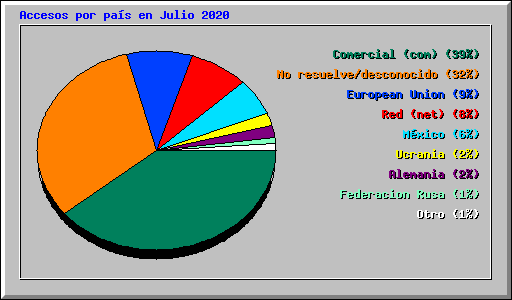 Accesos por país en Julio 2020
Comercial (com) (39%)
No resuelve/desconocido (32%)
European Union (9%)
Red (net) (8%)
México (6%)
Ucrania (2%)
Alemania (2%)
Federacion Rusa (1%)
Otro (1%)